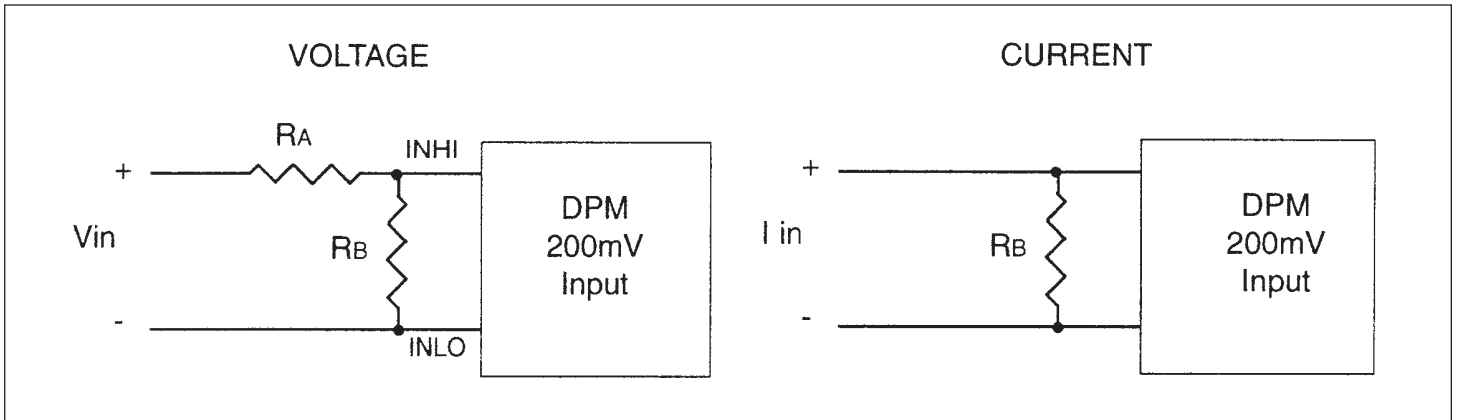 VOLTAGE
RA
INHI
+
Vin
RB
-
INLO
DPM
200mV
Input
CURRENT
+
I in
RB
-
DPM
200mV
Input